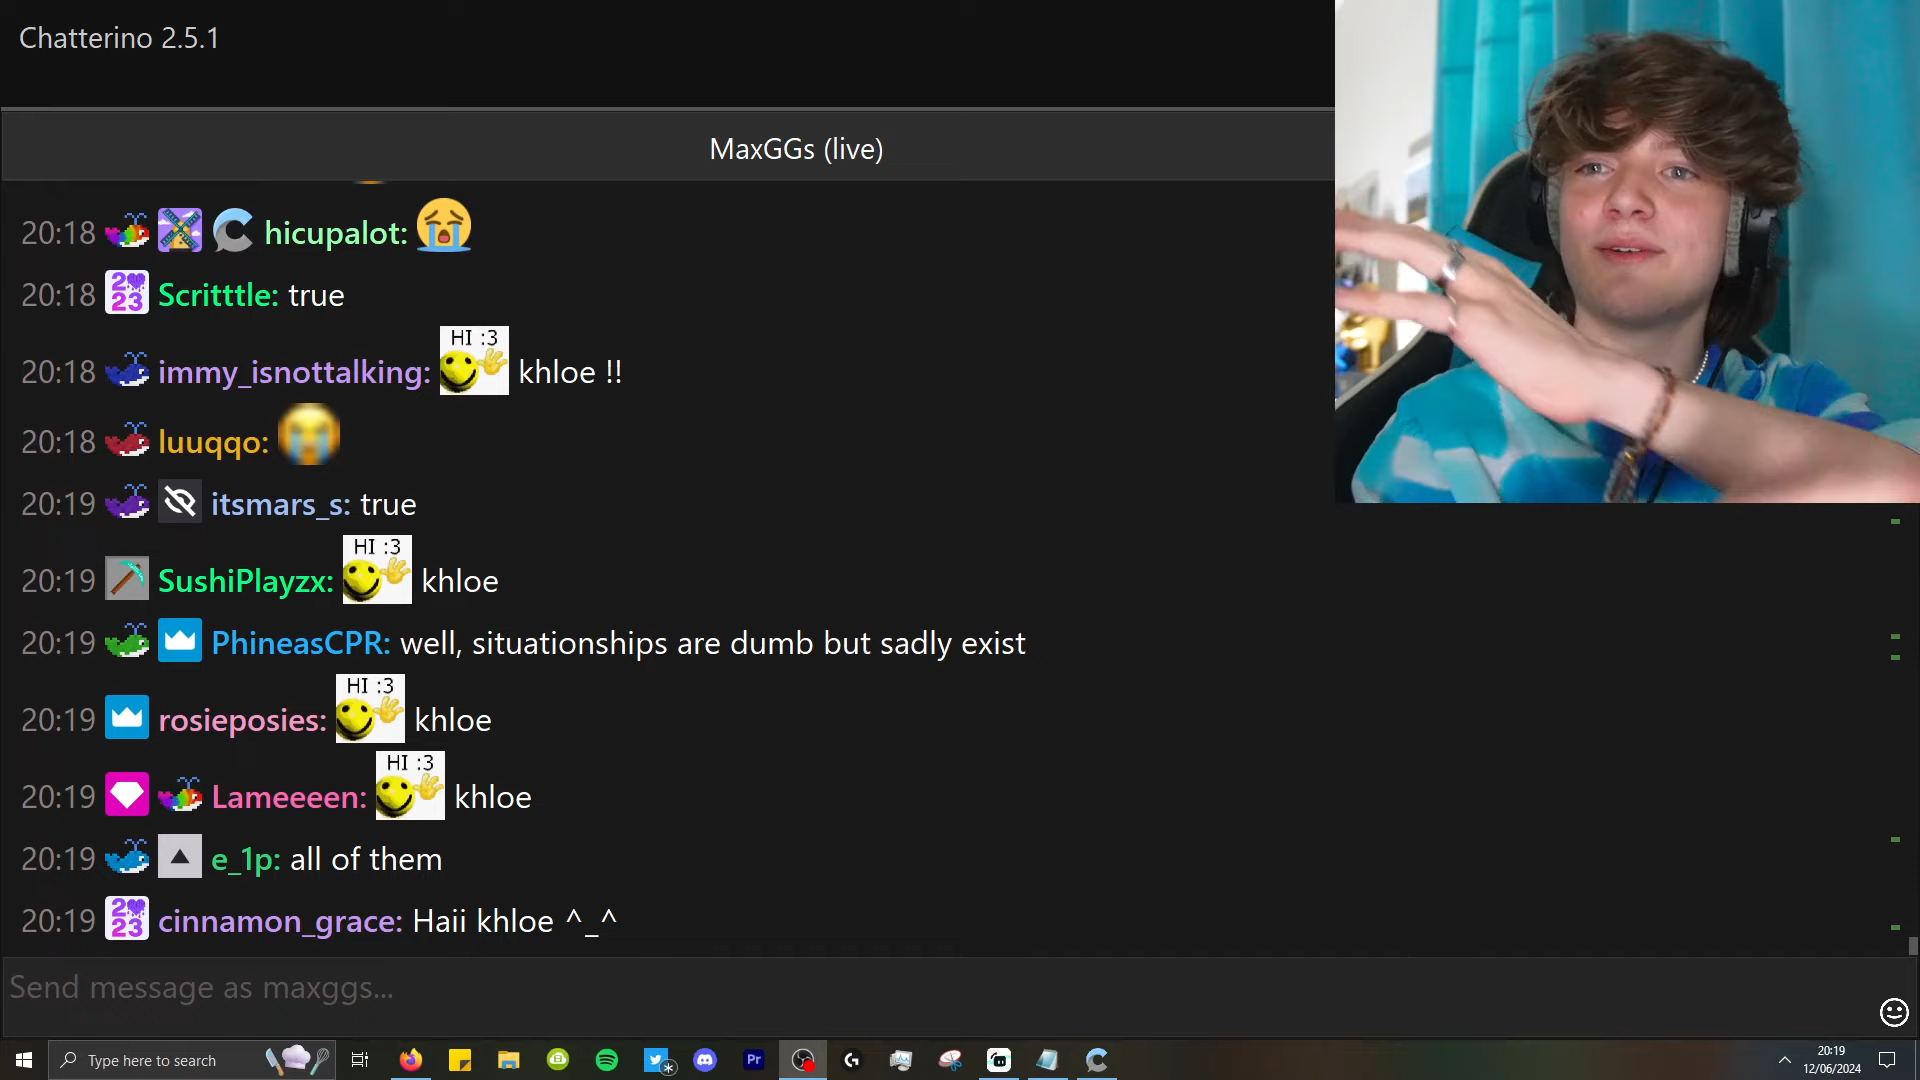 Chatterino 2.5.1
MaxGGs (live)
20:18 hicupalot:
20:18 2023 Scritttle: true
20:18 immy_isnottalking: HI :3 khloe !!
20:18 luuqqo:
20:19 itsmars_s: true
20:19 SushiPlayzx: HI :3 khloe
20:19 PhineasCPR: well, situationships are dumb but sadly exist
20:19 rosieposies: HI :3 khloe
20:19 Lameeeen: HI :3 khloe
20:19 e_1p: all of them
20:19 2023 cinnamon_grace: Haii khloe ^_^
Send message as maxggs...
Type here to search
Pr
20:19
12/06/2024